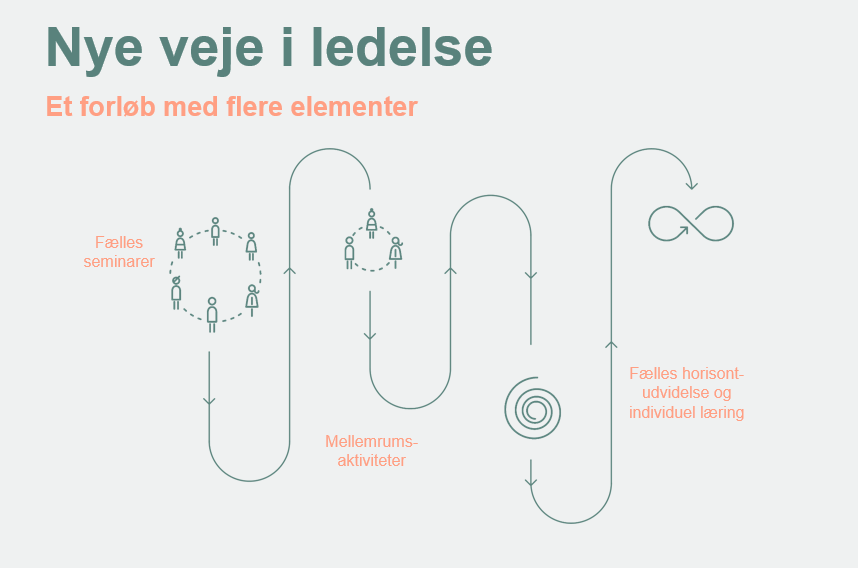 Nye veje i ledelse
Et forløb med flere elementer
Fælles
seminarer
Mellemrums-
aktiviteter
Fælles horisont-
udvidelse og
individuel læring